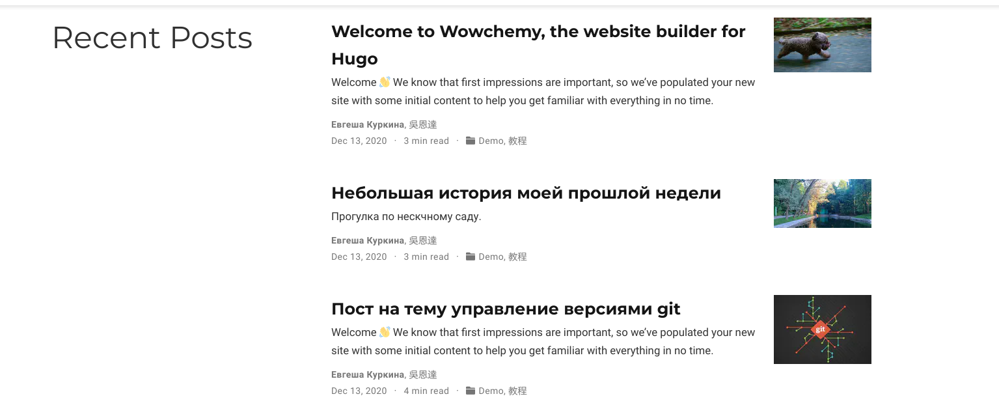 Recent Posts
Welcome to Wowchemy, the website builder for
Hugo
Welcome 👋 We know that first impressions are important, so we’ve populated your new
site with some initial content to help you get familiar with everything in no time.
Евгеша Куркина, 吳恩達
Dec 13, 2020 · 3 min read · Demo, 教程
Небольшая история моей прошлой недели
Прогулка по нескчному саду.
Евгеша Куркина, 吳恩達
Dec 13, 2020 · 3 min read · Demo, 教程
Пост на тему управление версиями git
Welcome 👋 We know that first impressions are important, so we’ve populated your new
site with some initial content to help you get familiar with everything in no time.
git
Евгеша Куркина, 吳恩達
Dec 13, 2020 · 4 min read · Demo, 教程